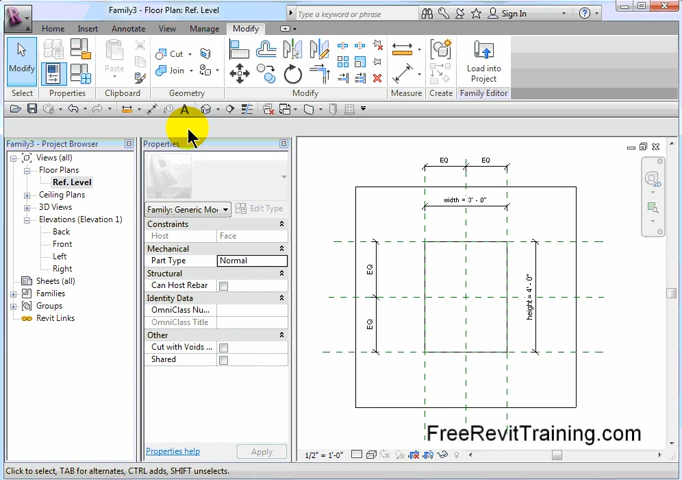 Family3 - Floor Plan: Ref. Level
Type a keyword or phrase
Sign In
Home Insert Annotate View Manage Modify
Modify
Cut
Join
Paste
Load into
Project
Select Properties Clipboard Geometry Modify Measure Create Family Editor
A
Family3 - Project Browser
Views (all)
Floor Plans
Ref. Level
Ceiling Plans
3D Views
Elevations (Elevation 1)
Back
Front
Left
Right
Sheets (all)
Families
Groups
Revit Links
Properties
Family: Generic Mo
Edit Type
Constraints
Host Face
Mechanical
Part Type Normal
Structural
Can Host Rebar
Identity Data
OmniClass Nu...
OmniClass Title
Other
Cut with Voids ...
Shared
Properties help
Apply
EQ EQ
width = 3' - 0"
EQ
EQ
height = 4' - 0"
FreeRevitTraining.com
1/2" = 1'-0"
Click to select, TAB for alternates, CTRL adds, SHIFT unselects.